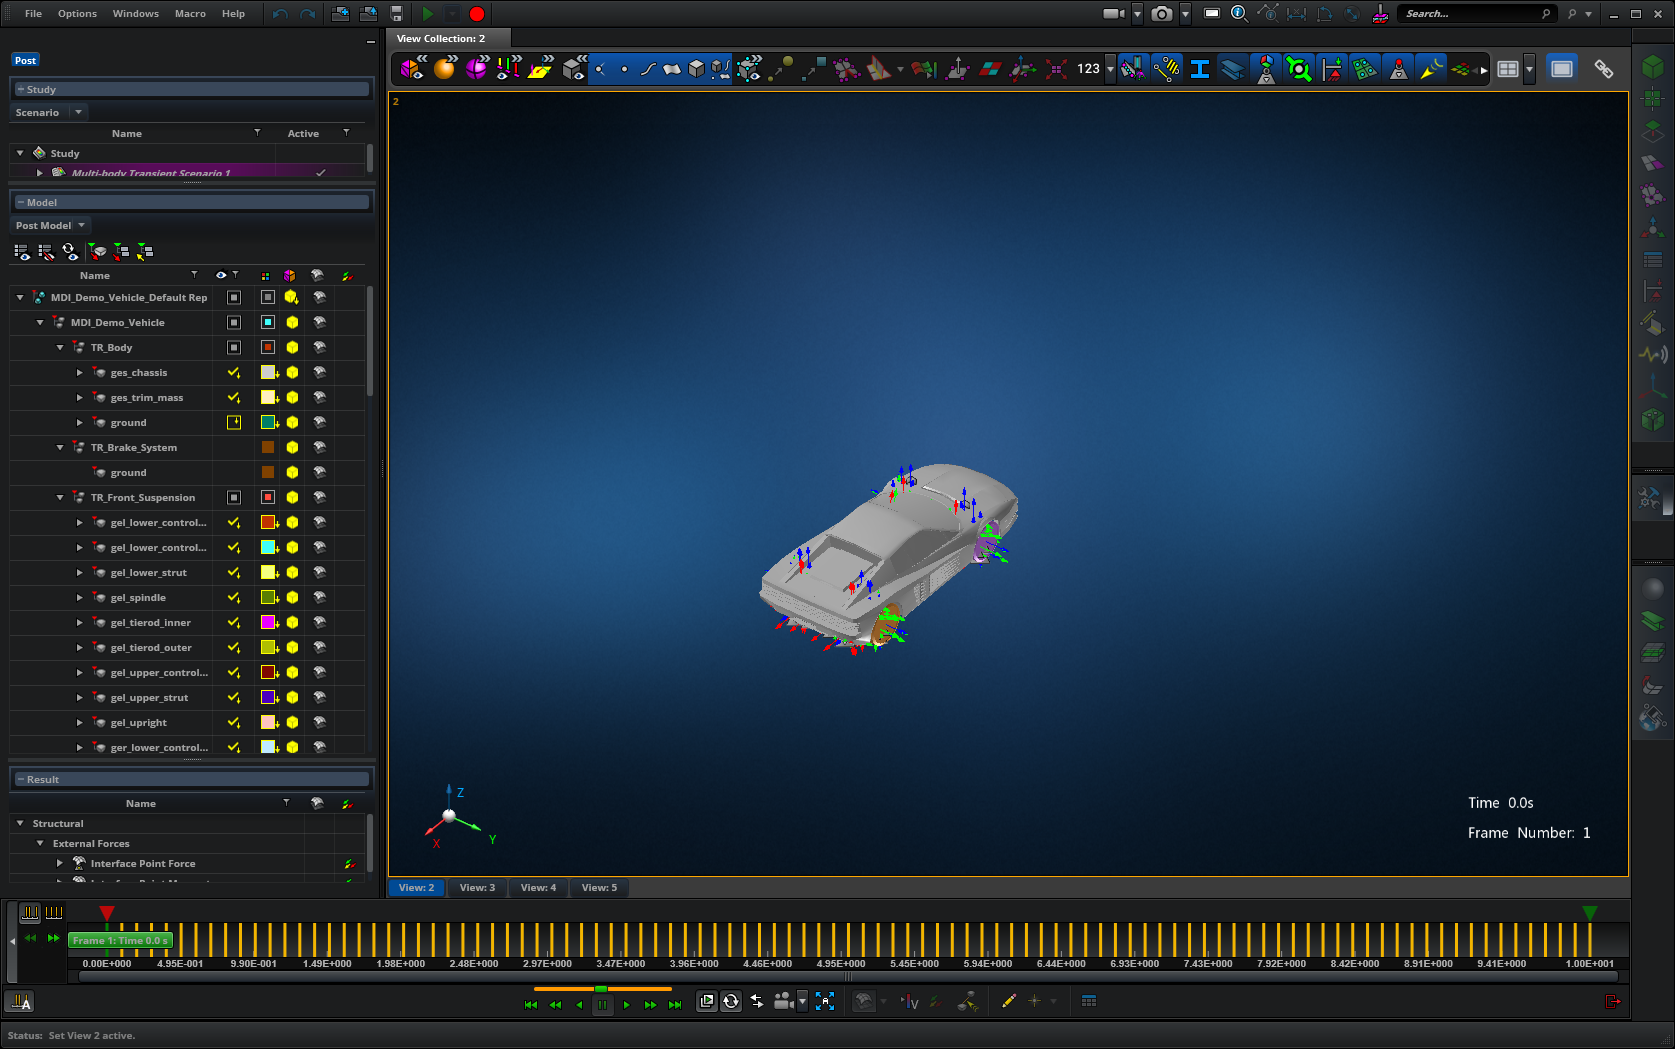 File Options Windows Macro Help
Search...
View Collection: 2
Post
Study
Scenario
Name Active
Study
Multi-body Transient Scenario 1
Model
Post Model
Name
MDI_Demo_Vehicle_Default Rep
MDI_Demo_Vehicle
TR_Body
ges_chassis
ges_trim_mass
ground
TR_Brake_System
ground
TR_Front_Suspension
gel_lower_control...
gel_lower_control...
gel_lower_strut
gel_spindle
gel_tierod_inner
gel_tierod_outer
gel_upper_control...
gel_upper_strut
gel_upright
ger_lower_control...
Result
Name
Structural
External Forces
Interface Point Force
123
2
Z
X
Y
Time 0.0s
Frame Number: 1
View: 2 View: 3 View: 4 View: 5
Frame 1: Time 0.0 s
0.00E+000 4.95E-001 9.90E-001 1.49E+000 1.98E+000 2.48E+000 2.97E+000 3.47E+000 3.96E+000 4.46E+000 4.95E+000 5.45E+000 5.94E+000 6.44E+000 6.93E+000 7.43E+000 7.92E+000 8.42E+000 8.91E+000 9.41E+000 1.00E+001
Status: Set View 2 active.